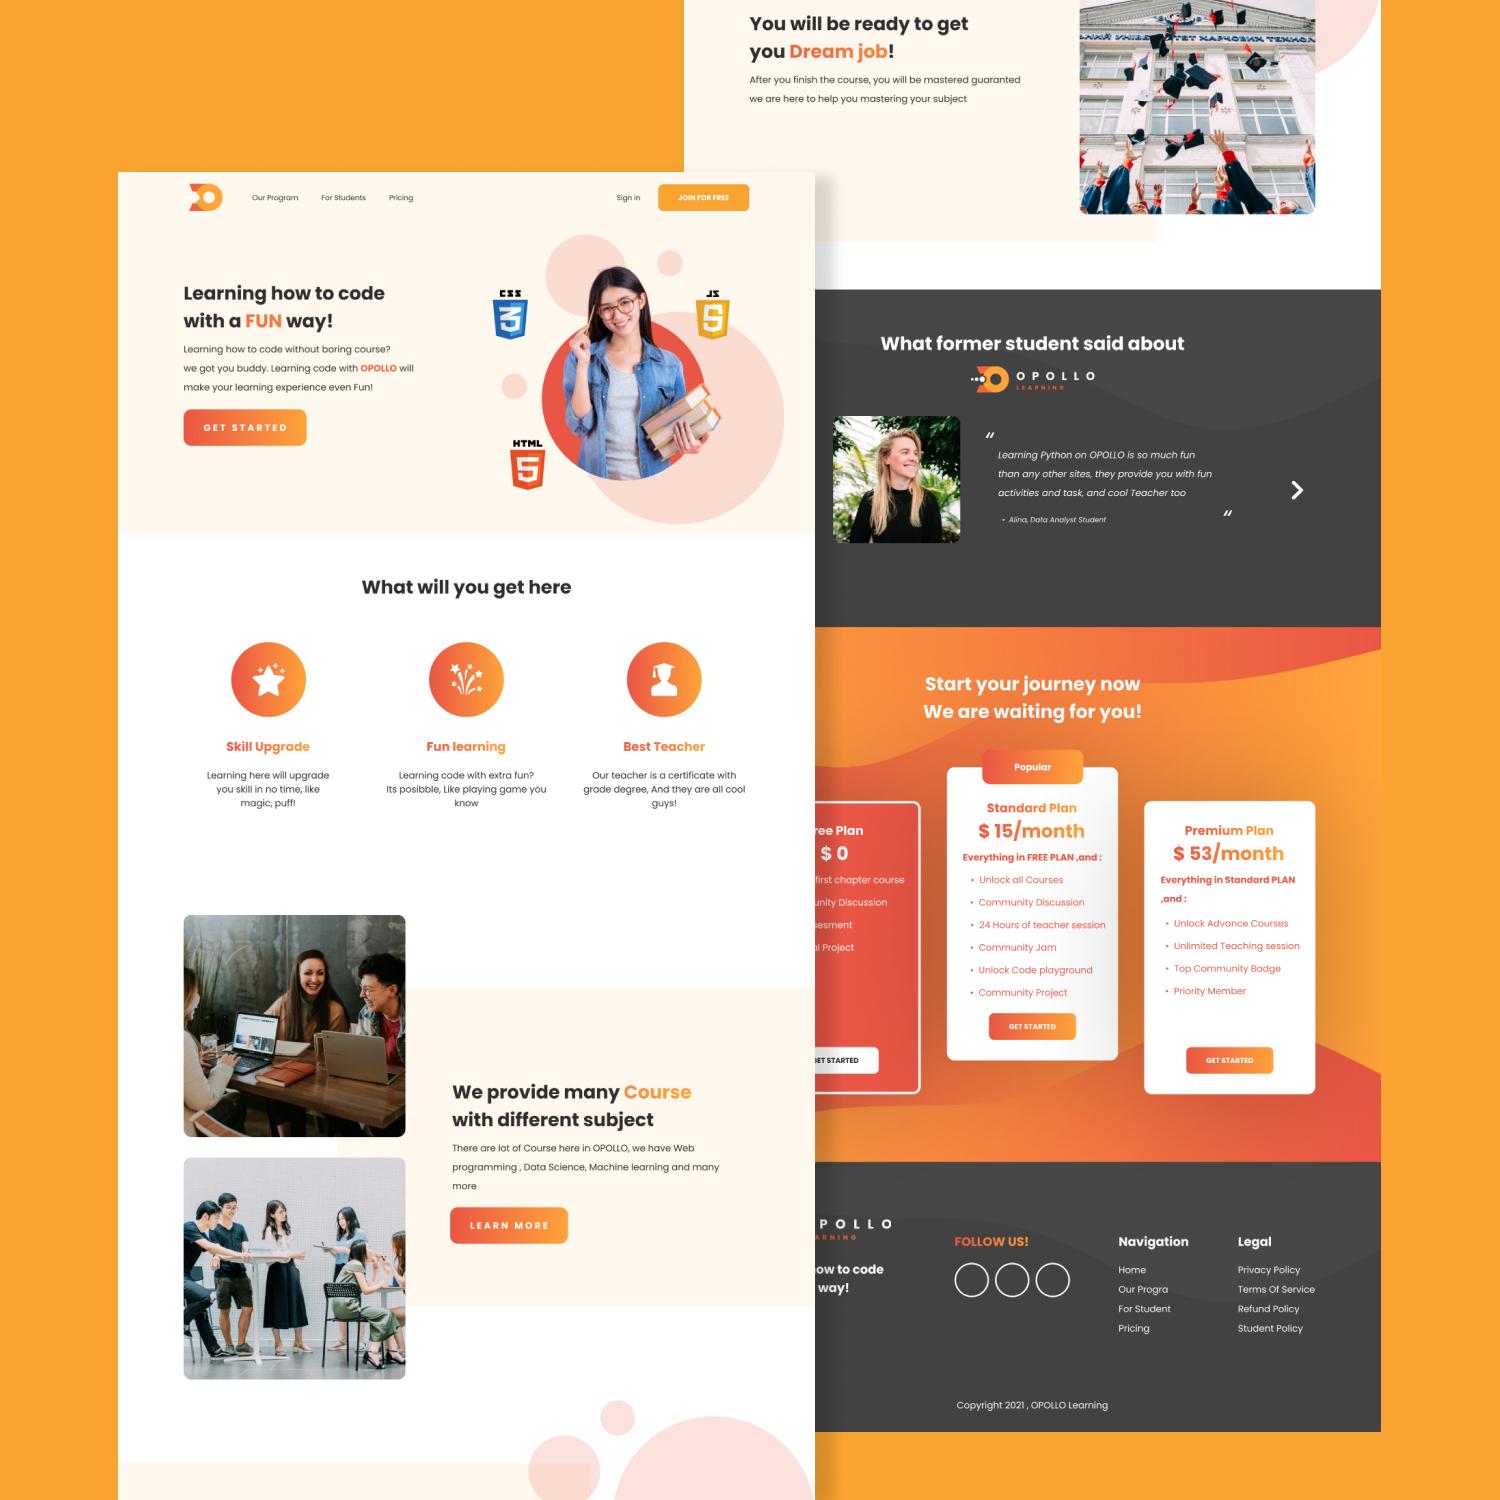 Our Program
For Students
Pricing
Sign in
JOIN FOR FREE
Learning how to code
with a FUN way!
Learning how to code without boring course?
we got you buddy. Learning code with OPOLLO will
make your learning experience even Fun!
GET STARTED
CSS
3
JS
5
HTML
5
What will you get here
Skill Upgrade
Learning here will upgrade
you skill in no time, like
magic, puff!
Fun learning
Learning code with extra fun?
Its posibble, Like playing game you
know
Best Teacher
Our teacher is a certificate with
grade degree, And they are all cool
guys!
We provide many Course
with different subject
There are lot of Course here in OPOLLO, we have Web
programming , Data Science, Machine learning and many
more
LEARN MORE
You will be ready to get
you Dream job!
After you finish the course, you will be mastered guaranted
we are here to help you mastering your subject
What former student said about
OPOLLO
LEARNING
“
Learning Python on OPOLLO is so much fun
than any other sites, they provide you with fun
activities and task, and cool Teacher too
“
• Alina, Data Analyst Student
Start your journey now
We are waiting for you!
ree Plan
$ 0
first chapter course
unity Discussion
sesment
al Project
GET STARTED
Popular
Standard Plan
$ 15/month
Everything in FREE PLAN ,and :
• Unlock all Courses
• Community Discussion
• 24 Hours of teacher session
• Community Jam
• Unlock Code playground
• Community Project
GET STARTED
Premium Plan
$ 53/month
Everything in Standard PLAN
,and :
• Unlock Advance Courses
• Unlimited Teaching session
• Top Community Badge
• Priority Member
GET STARTED
POLLO
ARNING
ow to code
way!
FOLLOW US!
Navigation
Home
Our Progra
For Student
Pricing
Legal
Privacy Policy
Terms Of Service
Refund Policy
Student Policy
Copyright 2021 , OPOLLO Learning